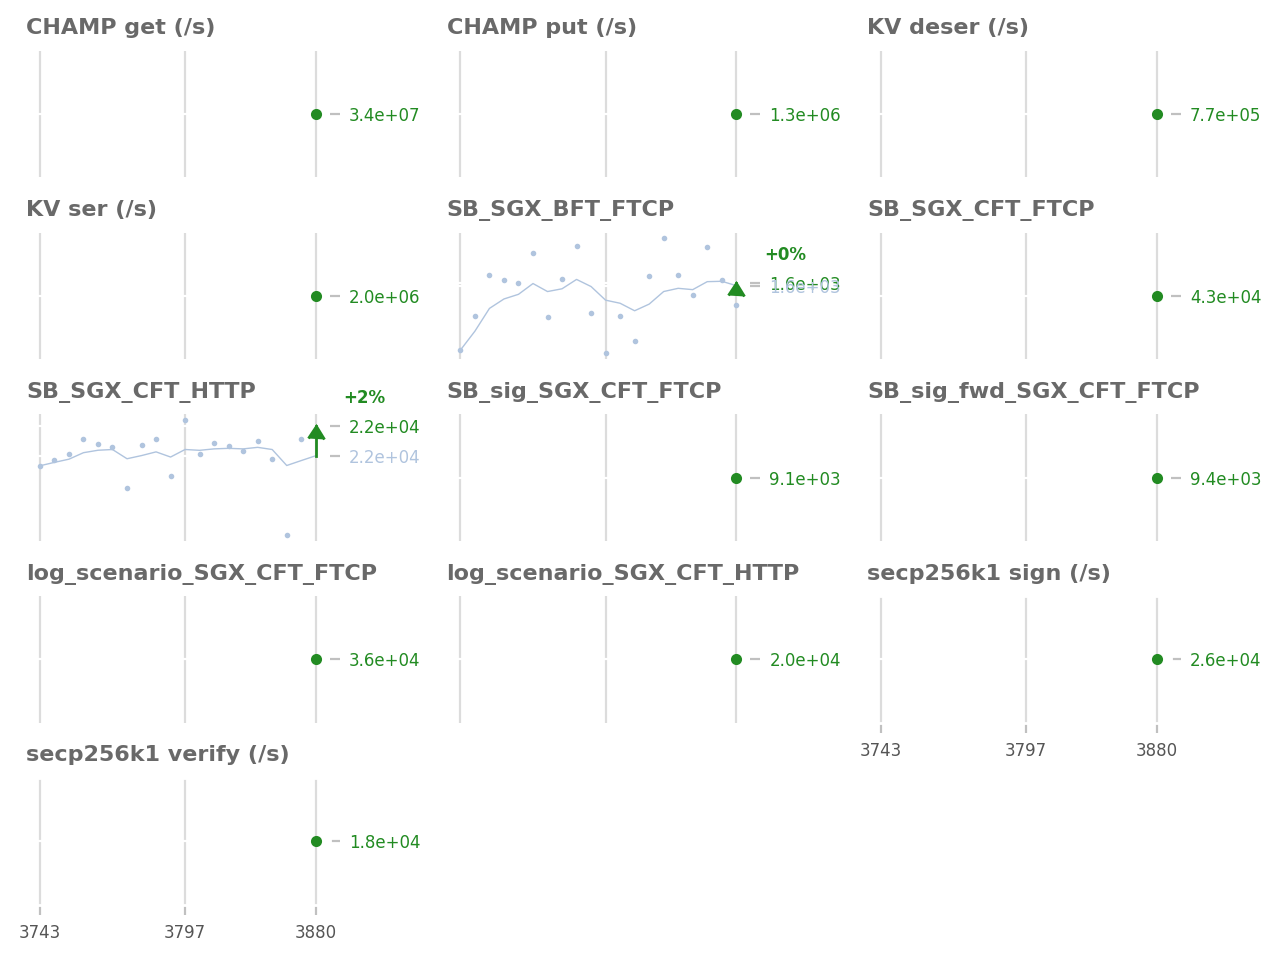 CHAMP get (/s)
3.4e+07
CHAMP put (/s)
1.3e+06
KV deser (/s)
7.7e+05
KV ser (/s)
2.0e+06
SB_SGX_BFT_FTCP
+0%
1.6e+03
1.6e+03
SB_SGX_CFT_FTCP
4.3e+04
SB_SGX_CFT_HTTP
+2%
2.2e+04
2.2e+04
SB_sig_SGX_CFT_FTCP
9.1e+03
SB_sig_fwd_SGX_CFT_FTCP
9.4e+03
log_scenario_SGX_CFT_FTCP
3.6e+04
log_scenario_SGX_CFT_HTTP
2.0e+04
secp256k1 sign (/s)
2.6e+04
3743 3797 3880
secp256k1 verify (/s)
1.8e+04
3743 3797 3880